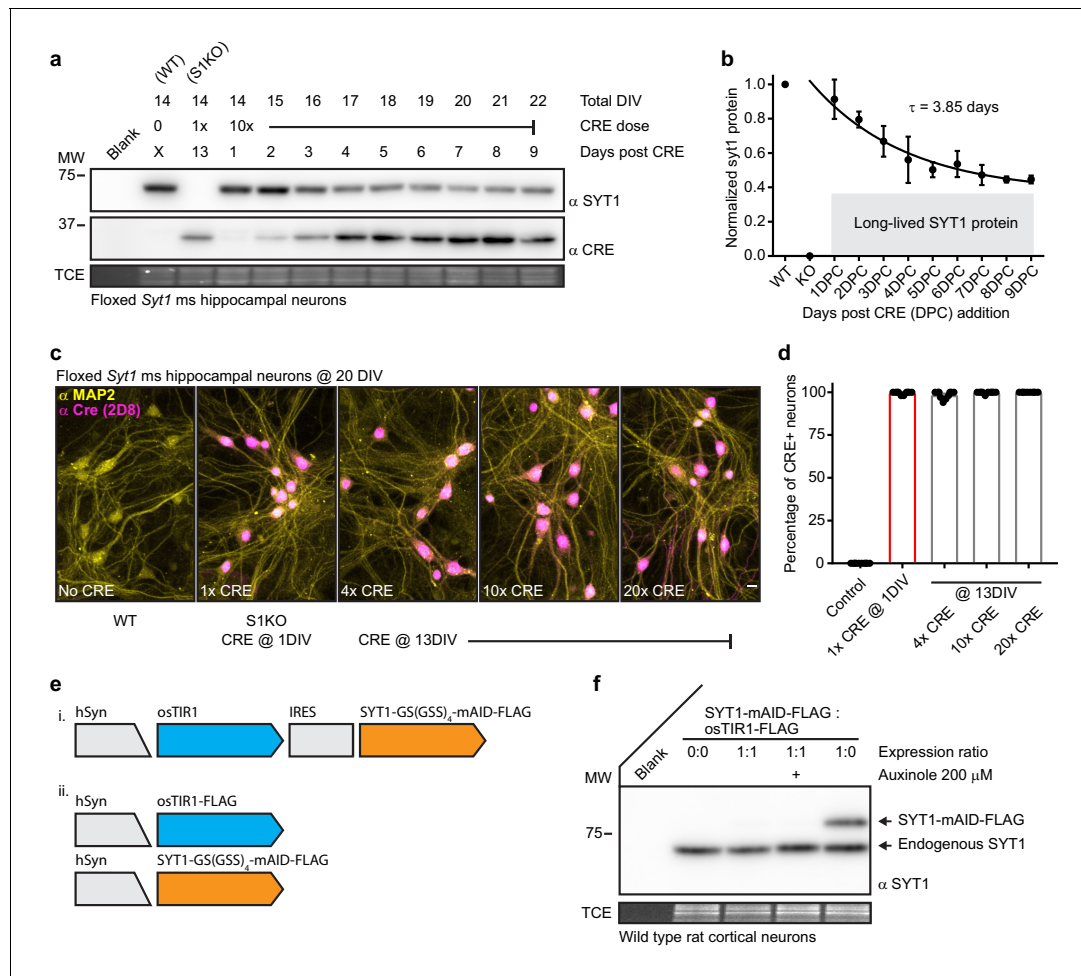 a
(WT)
(S1KO)
14 14 14 15 16 17 18 19 20 21 22 Total DIV
0 1x 10x CRE dose
Blank X 13 1 2 3 4 5 6 7 8 9 Days post CRE
MW
75
α SYT1
37
α CRE
TCE
Floxed Syt1 ms hippocampal neurons
b
Normalized syt1 protein
1.0
0.8
0.6
0.4
0.2
0.0
τ = 3.85 days
Long-lived SYT1 protein
WT KO 1DPC 2DPC 3DPC 4DPC 5DPC 6DPC 7DPC 8DPC 9DPC
Days post CRE (DPC) addition
c
Floxed Syt1 ms hippocampal neurons @ 20 DIV
α MAP2
α Cre (2D8)
No CRE 1x CRE 4x CRE 10x CRE 20x CRE
WT S1KO
CRE @ 1DIV CRE @ 13DIV
d
Percentage of CRE+ neurons
100
75
50
25
0
Control 1x CRE @ 1DIV 4x CRE 10x CRE 20x CRE
@ 13DIV
e
i. hSyn osTIR1 IRES SYT1-GS(GSS)4-mAID-FLAG
ii. hSyn osTIR1-FLAG
hSyn SYT1-GS(GSS)4-mAID-FLAG
f
SYT1-mAID-FLAG :
osTIR1-FLAG
Blank 0:0 1:1 1:1 1:0 Expression ratio
+ Auxinole 200 μM
MW
75
SYT1-mAID-FLAG
Endogenous SYT1
α SYT1
TCE
Wild type rat cortical neurons